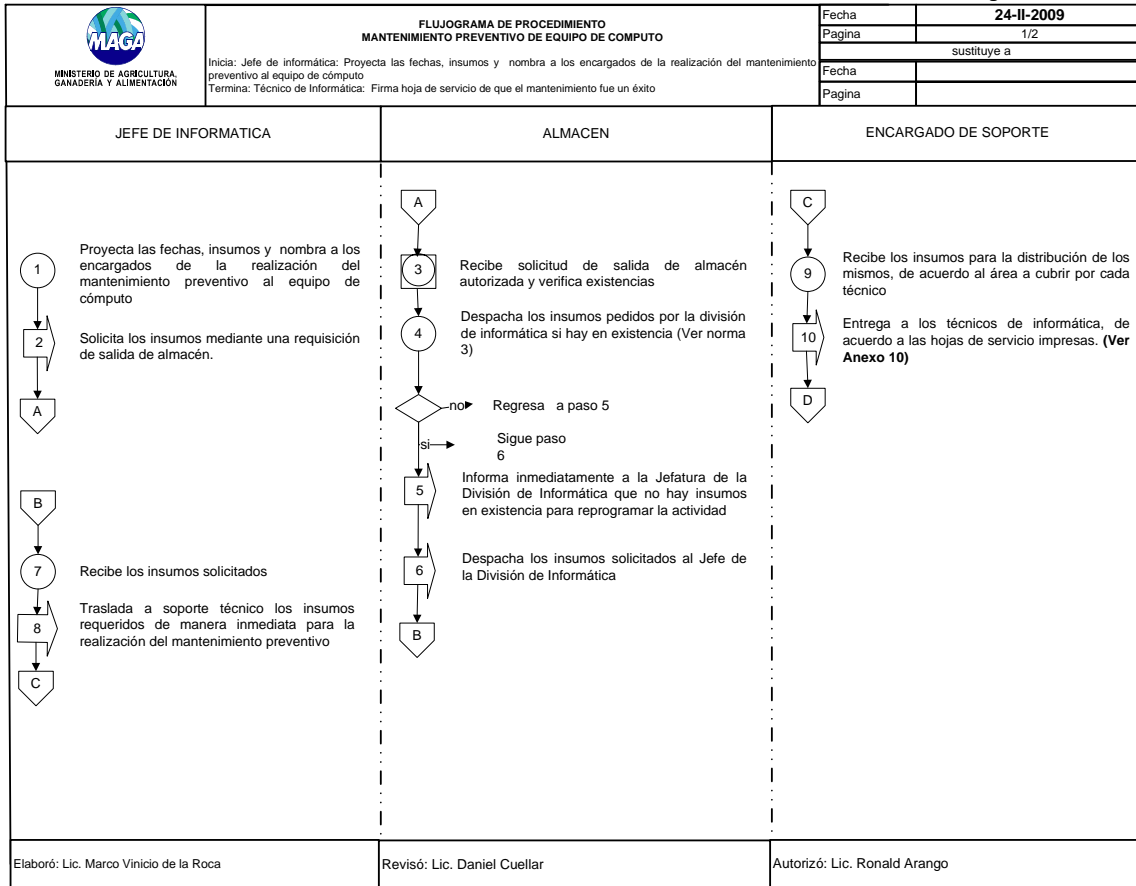 MAGA
MINISTERIO DE AGRICULTURA,
GANADERÍA Y ALIMENTACIÓN
FLUJOGRAMA DE PROCEDIMIENTO
MANTENIMIENTO PREVENTIVO DE EQUIPO DE COMPUTO
Inicia: Jefe de informática: Proyecta las fechas, insumos y nombra a los encargados de la realización del mantenimiento
preventivo al equipo de cómputo
Termina: Técnico de Informática: Firma hoja de servicio de que el mantenimiento fue un éxito
Fecha 24-II-2009
Pagina 1/2
sustituye a
Fecha
Pagina
JEFE DE INFORMATICA
1
Proyecta las fechas, insumos y nombra a los
encargados de la realización del
mantenimiento preventivo al equipo de
cómputo
2
Solicita los insumos mediante una requisición
de salida de almacén.
A
B
7
Recibe los insumos solicitados
8
Traslada a soporte técnico los insumos
requeridos de manera inmediata para la
realización del mantenimiento preventivo
C
ALMACEN
A
3
Recibe solicitud de salida de almacén
autorizada y verifica existencias
4
Despacha los insumos pedidos por la división
de informática si hay en existencia (Ver norma
3)
no Regresa a paso 5
si Sigue paso
6
5
Informa inmediatamente a la Jefatura de la
División de Informática que no hay insumos
en existencia para reprogramar la actividad
6
Despacha los insumos solicitados al Jefe de
la División de Informática
B
ENCARGADO DE SOPORTE
C
9
Recibe los insumos para la distribución de los
mismos, de acuerdo al área a cubrir por cada
técnico
10
Entrega a los técnicos de informática, de
acuerdo a las hojas de servicio impresas. (Ver
Anexo 10)
D
Elaboró: Lic. Marco Vinicio de la Roca
Revisó: Lic. Daniel Cuellar
Autorizó: Lic. Ronald Arango